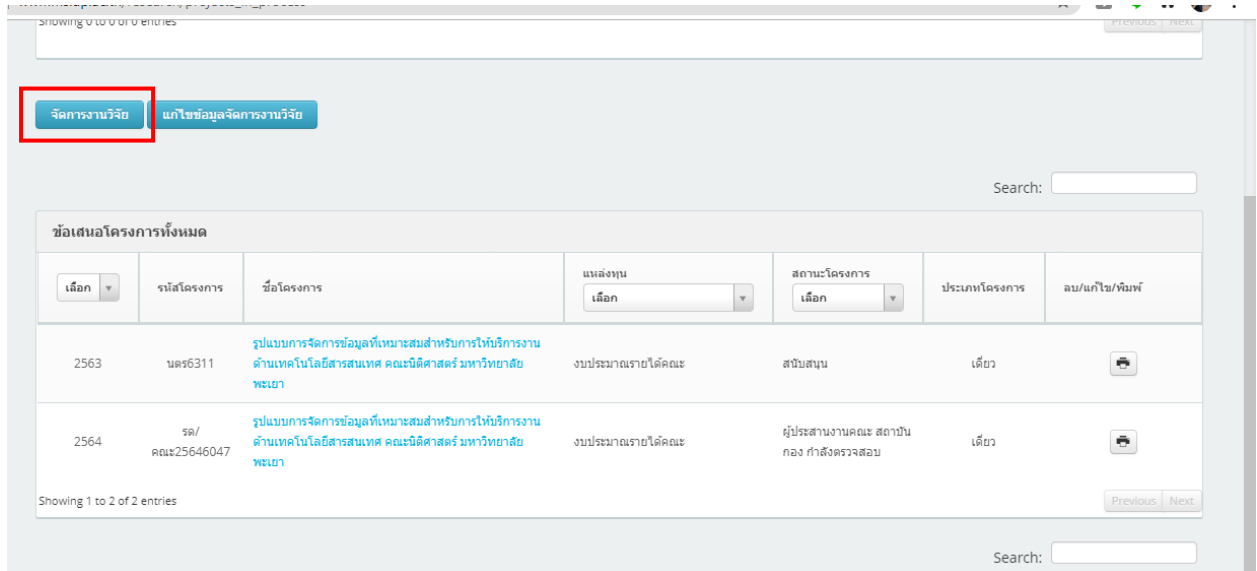 Showing 0 to 0 of 0 entries
Previous Next
จัดการงานวิจัย แก้ไขข้อมูลจัดการงานวิจัย
Search:
ข้อเสนอโครงการทั้งหมด
เลือก รหัสโครงการ ชื่อโครงการ แหล่งทุน เลือก สถานะโครงการ เลือก ประเภทโครงการ ลบ/แก้ไข/พิมพ์
รูปแบบการจัดการข้อมูลที่เหมาะสมสำหรับการให้บริการงาน
2563 นตร6311 ด้านเทคโนโลยีสารสนเทศ คณะนิติศาสตร์ มหาวิทยาลัย งบประมาณรายได้คณะ สนับสนุน เดี่ยว
พะเยา
รูปแบบการจัดการข้อมูลที่เหมาะสมสำหรับการให้บริการงาน
2564 รด/ ด้านเทคโนโลยีสารสนเทศ คณะนิติศาสตร์ มหาวิทยาลัย งบประมาณรายได้คณะ ผู้ประสานงานคณะ สถาบัน เดี่ยว
คณะ25646047 พะเยา กอง กำลังตรวจสอบ
Showing 1 to 2 of 2 entries
Previous Next
Search: